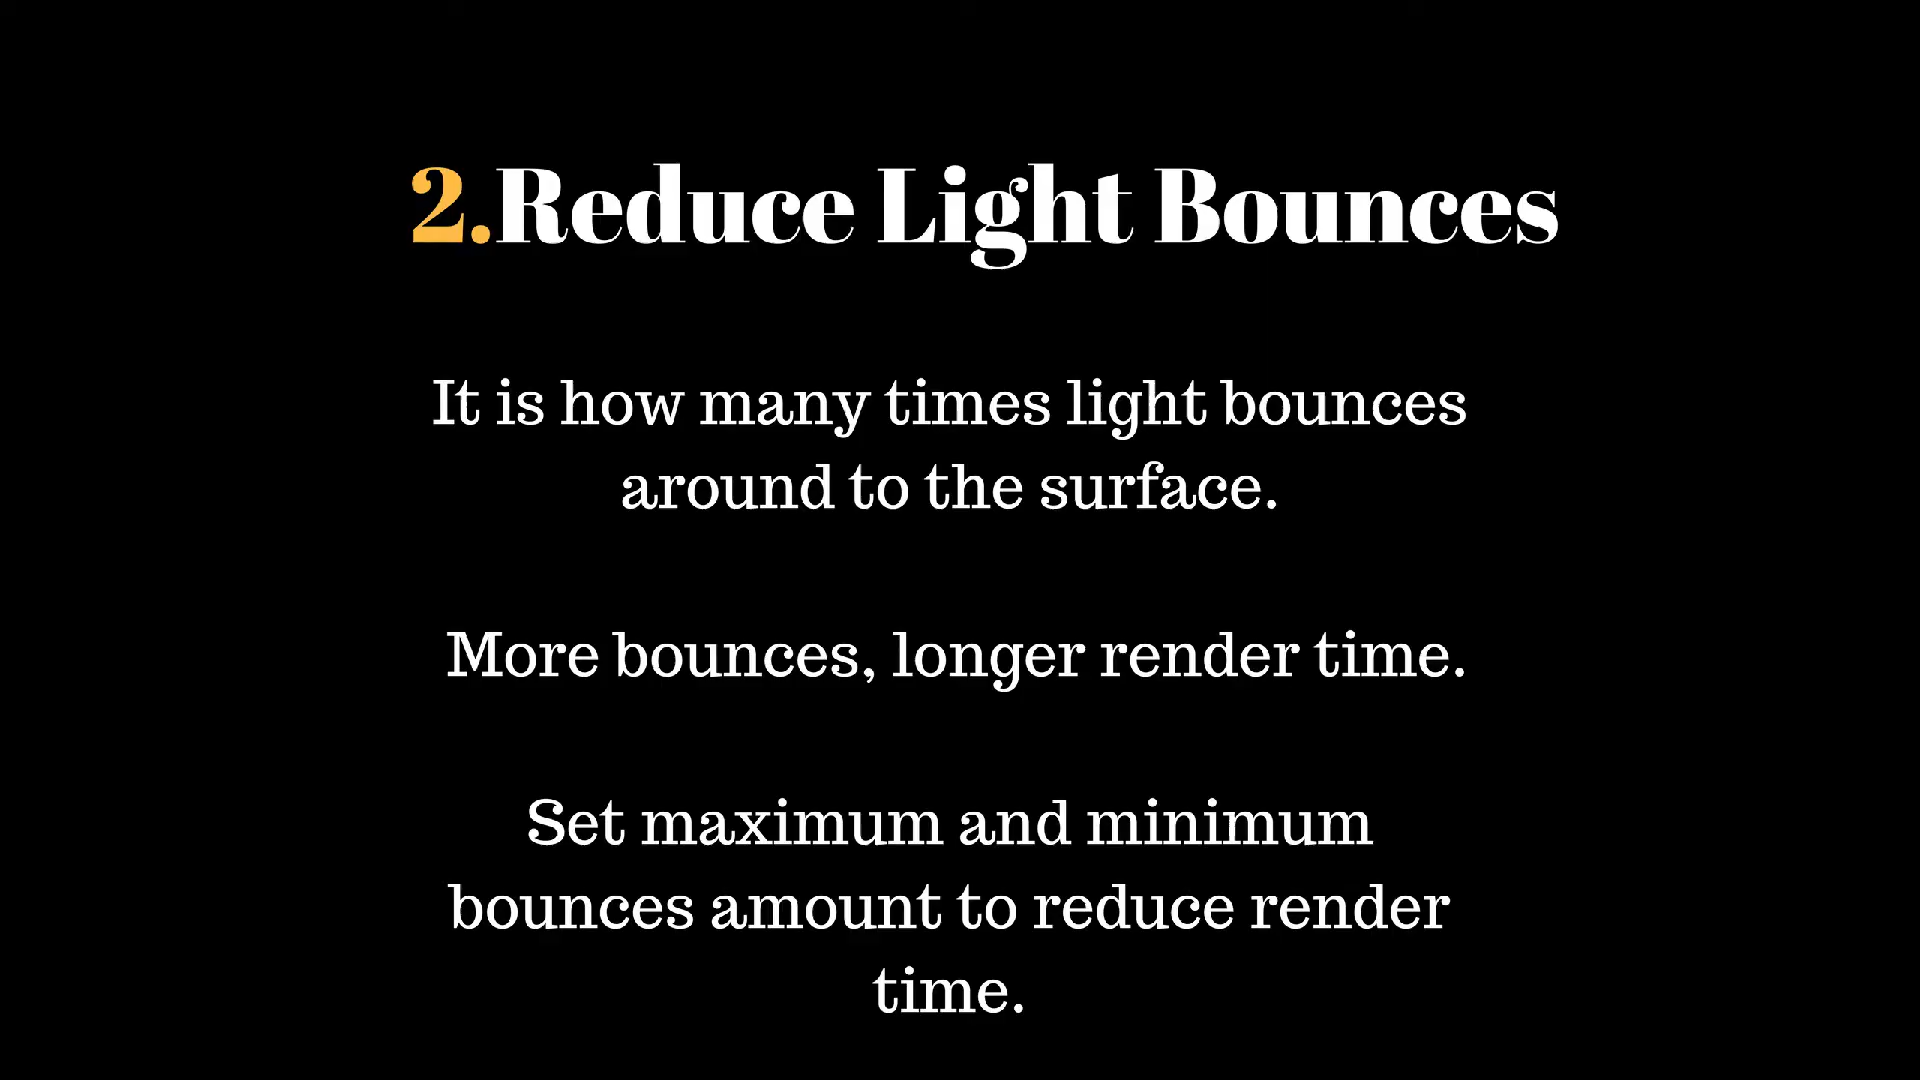 2.Reduce Light Bounces
It is how many times light bounces
around to the surface.
More bounces, longer render time.
Set maximum and minimum
bounces amount to reduce render
time.